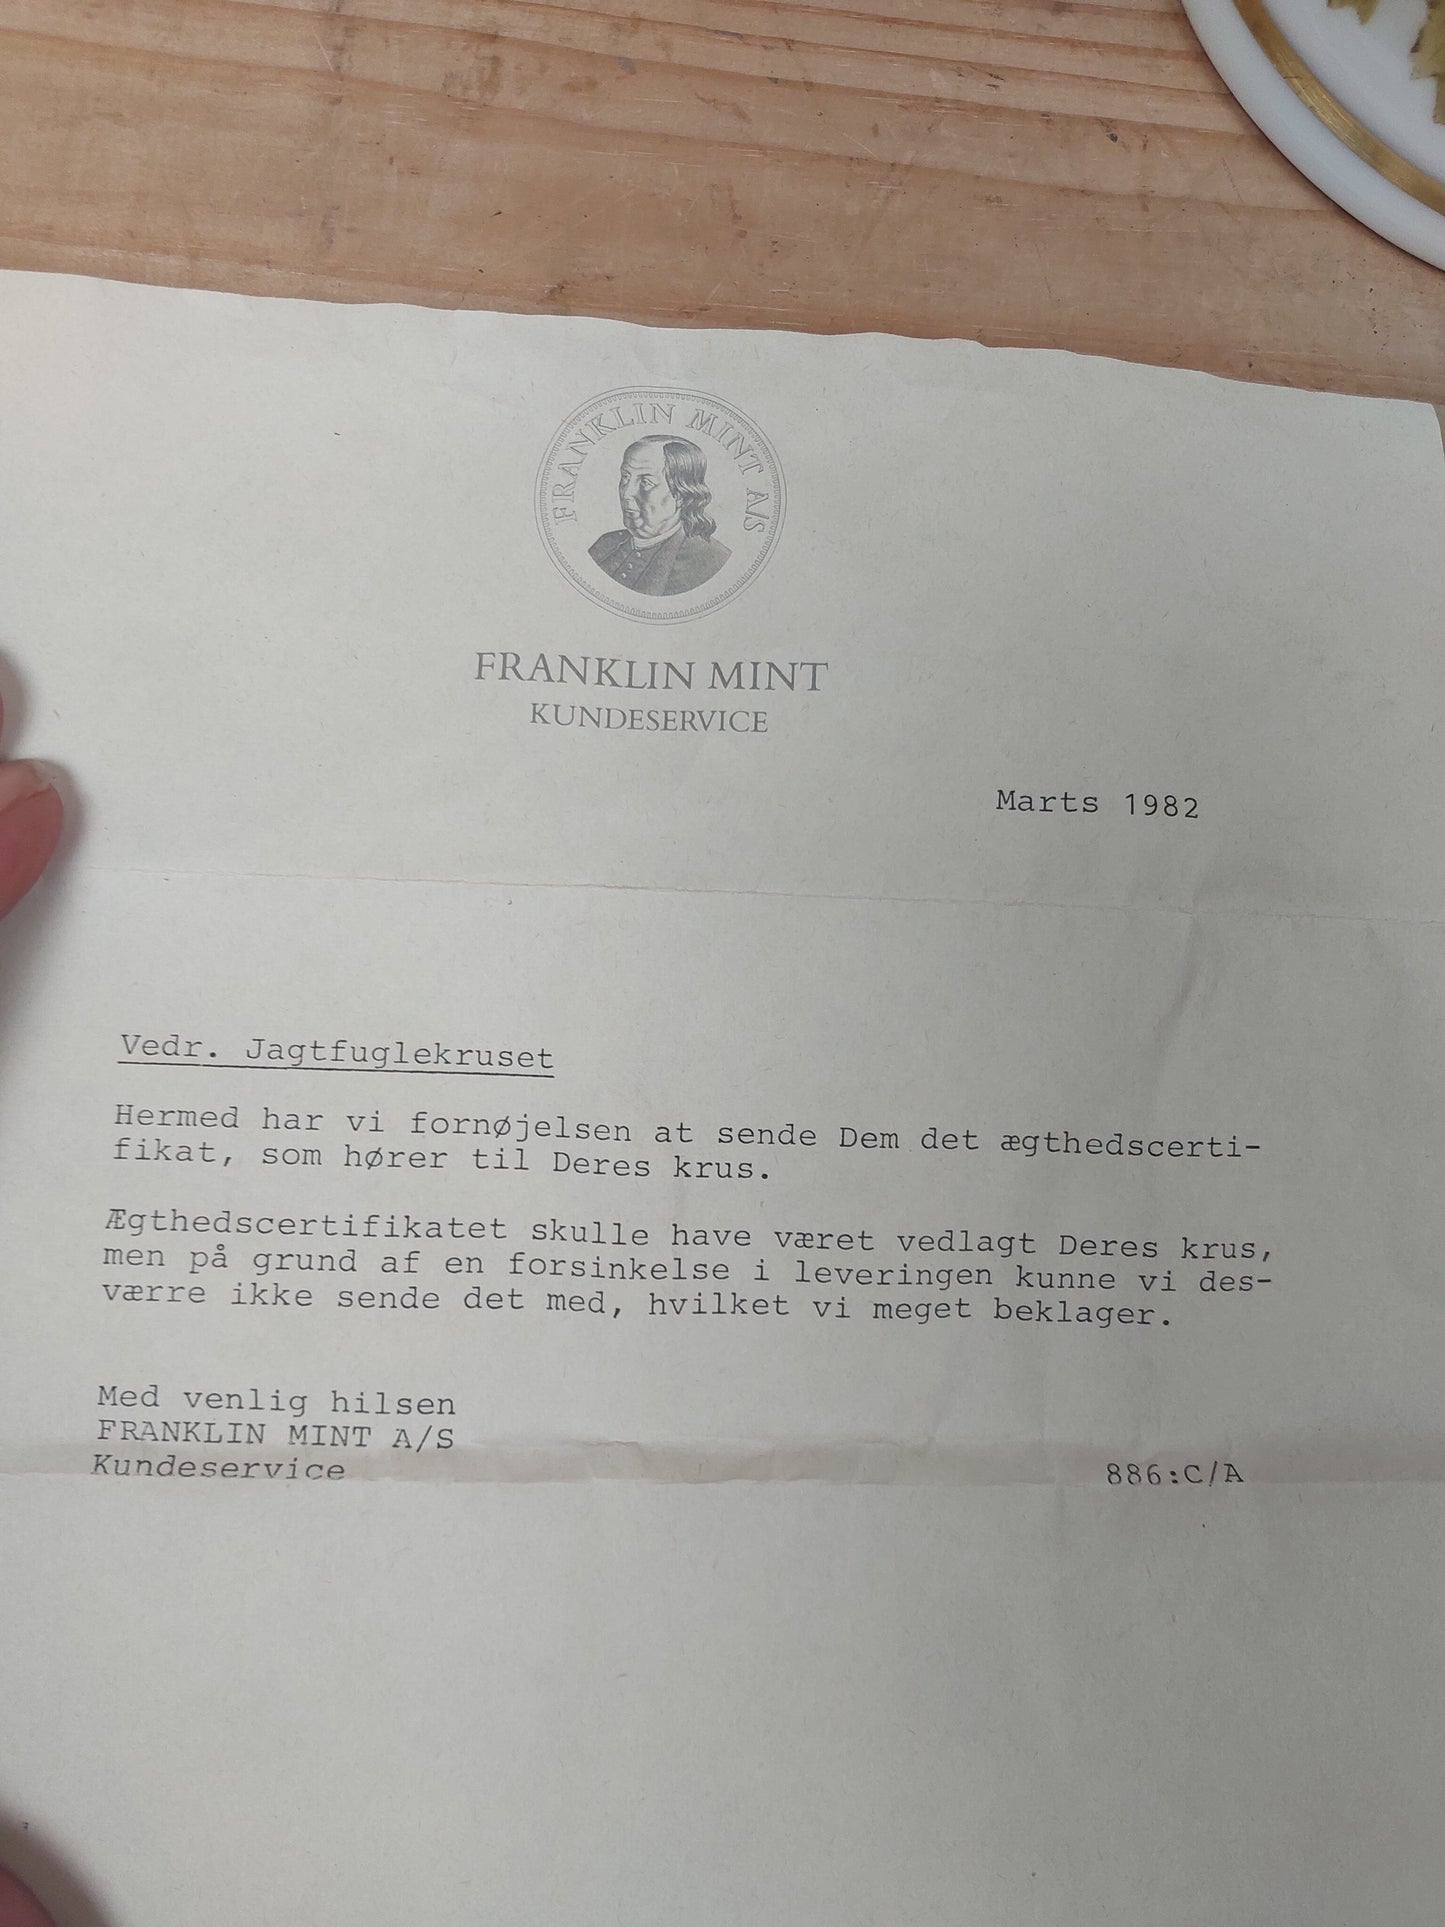 FRANKLIN MINT A/S
FRANKLIN MINT
KUNDESERVICE
Marts 1982
Vedr. Jagtfuglekruset
Hermed har vi fornøjelsen at sende Dem det ægthedscerti-
fikat, som hører til Deres krus.
Ægthedscertifikatet skulle have været vedlagt Deres krus,
men på grund af en forsinkelse i leveringen kunne vi des-
værre ikke sende det med, hvilket vi meget beklager.
Med venlig hilsen
FRANKLIN MINT A/S
Kundeservice
886:C/A